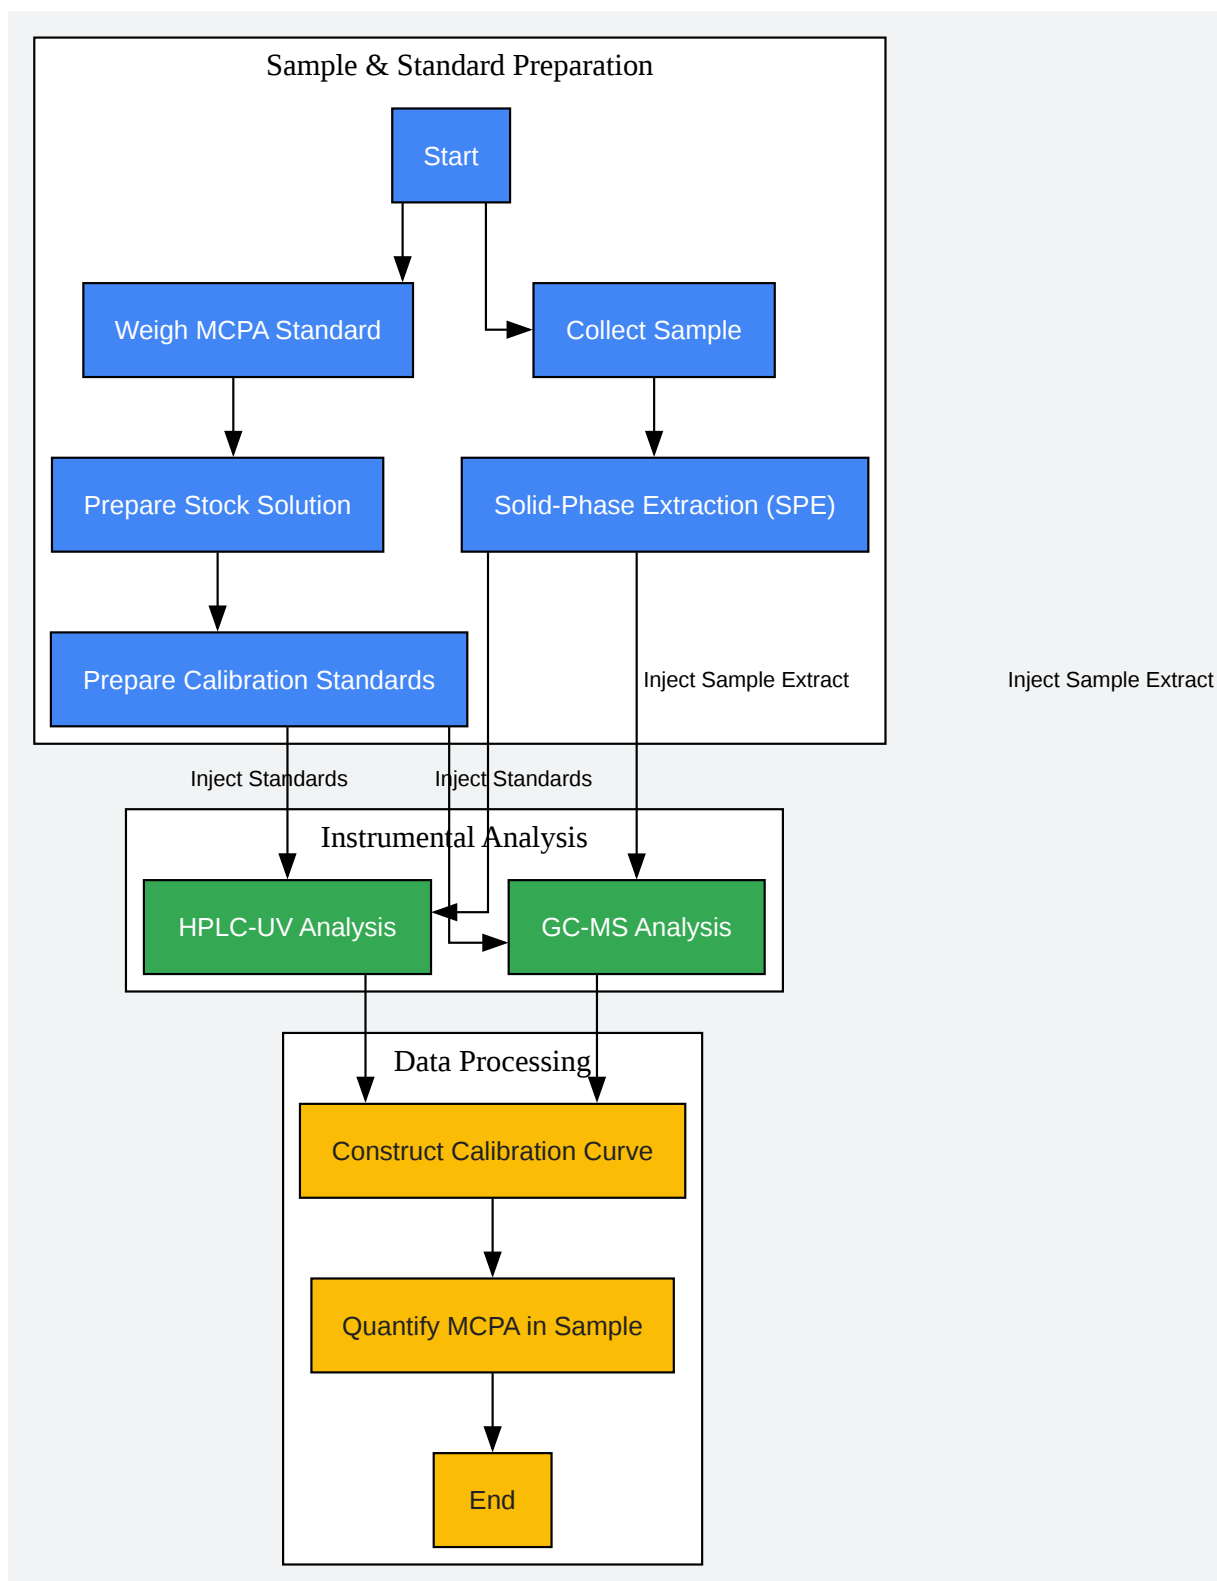 Sample & Standard Preparation
Start
Weigh MCPA Standard
Collect Sample
Prepare Stock Solution
Solid-Phase Extraction (SPE)
Prepare Calibration Standards
Inject Sample Extract
Inject Sample Extract
Inject Standards
Inject Standards
Instrumental Analysis
HPLC-UV Analysis
GC-MS Analysis
Data Processing
Construct Calibration Curve
Quantify MCPA in Sample
End